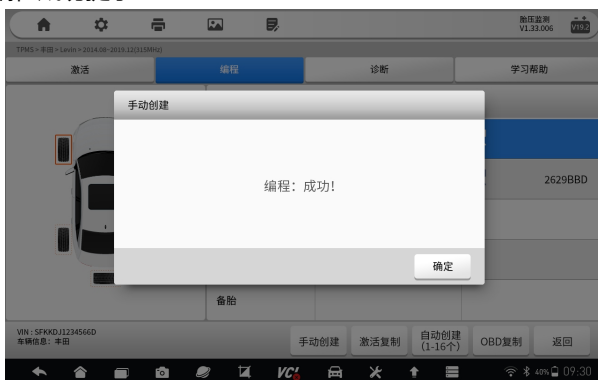 胎压监测
V1.33.006
V19.2
TPMS > 丰田 > Levin > 2014.08-2019.12(315MHz)
激活
编程
诊断
学习帮助
手动创建
编程：成功!
2629BBD
确定
备胎
VIN : SFKKDJ1234566D
车辆信息：丰田
手动创建
激活复制
自动创建
(1-16个)
OBD复制
返回
VCI
40%
09:30